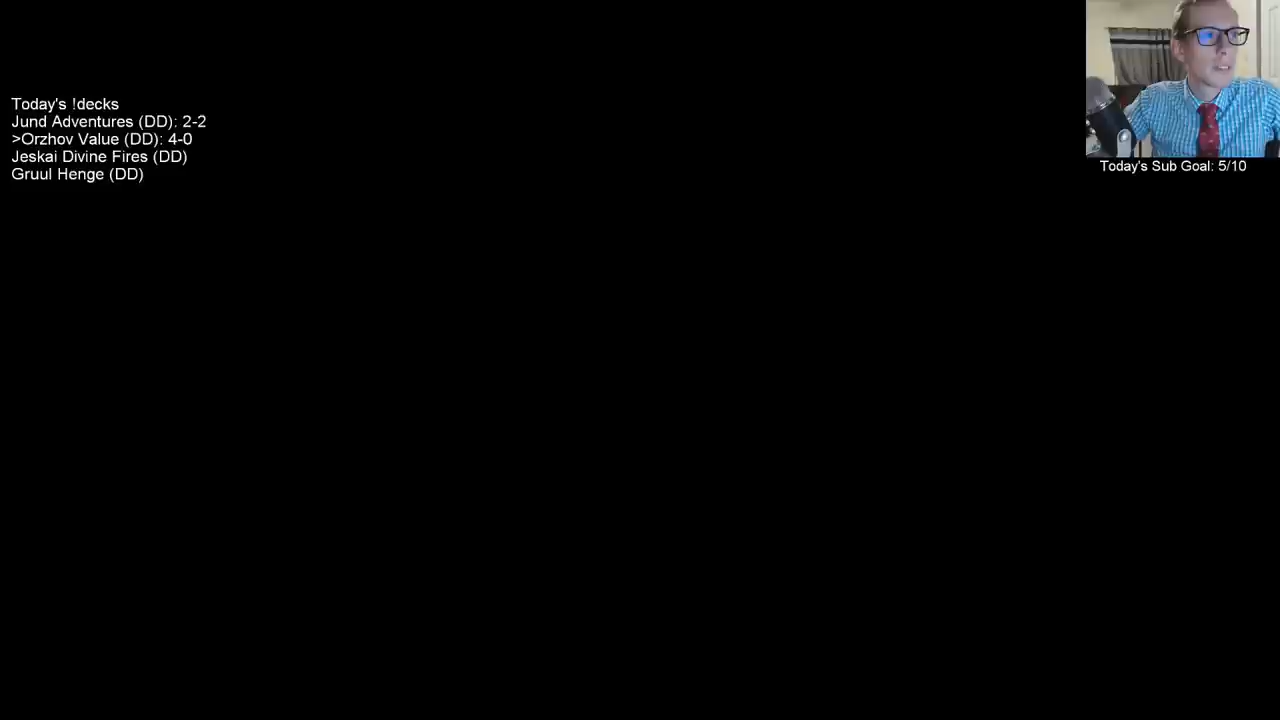 Today's !decks
Jund Adventures (DD): 2-2
>Orzhov Value (DD): 4-0
Jeskai Divine Fires (DD)
Gruul Henge (DD)
Today's Sub Goal: 5/10